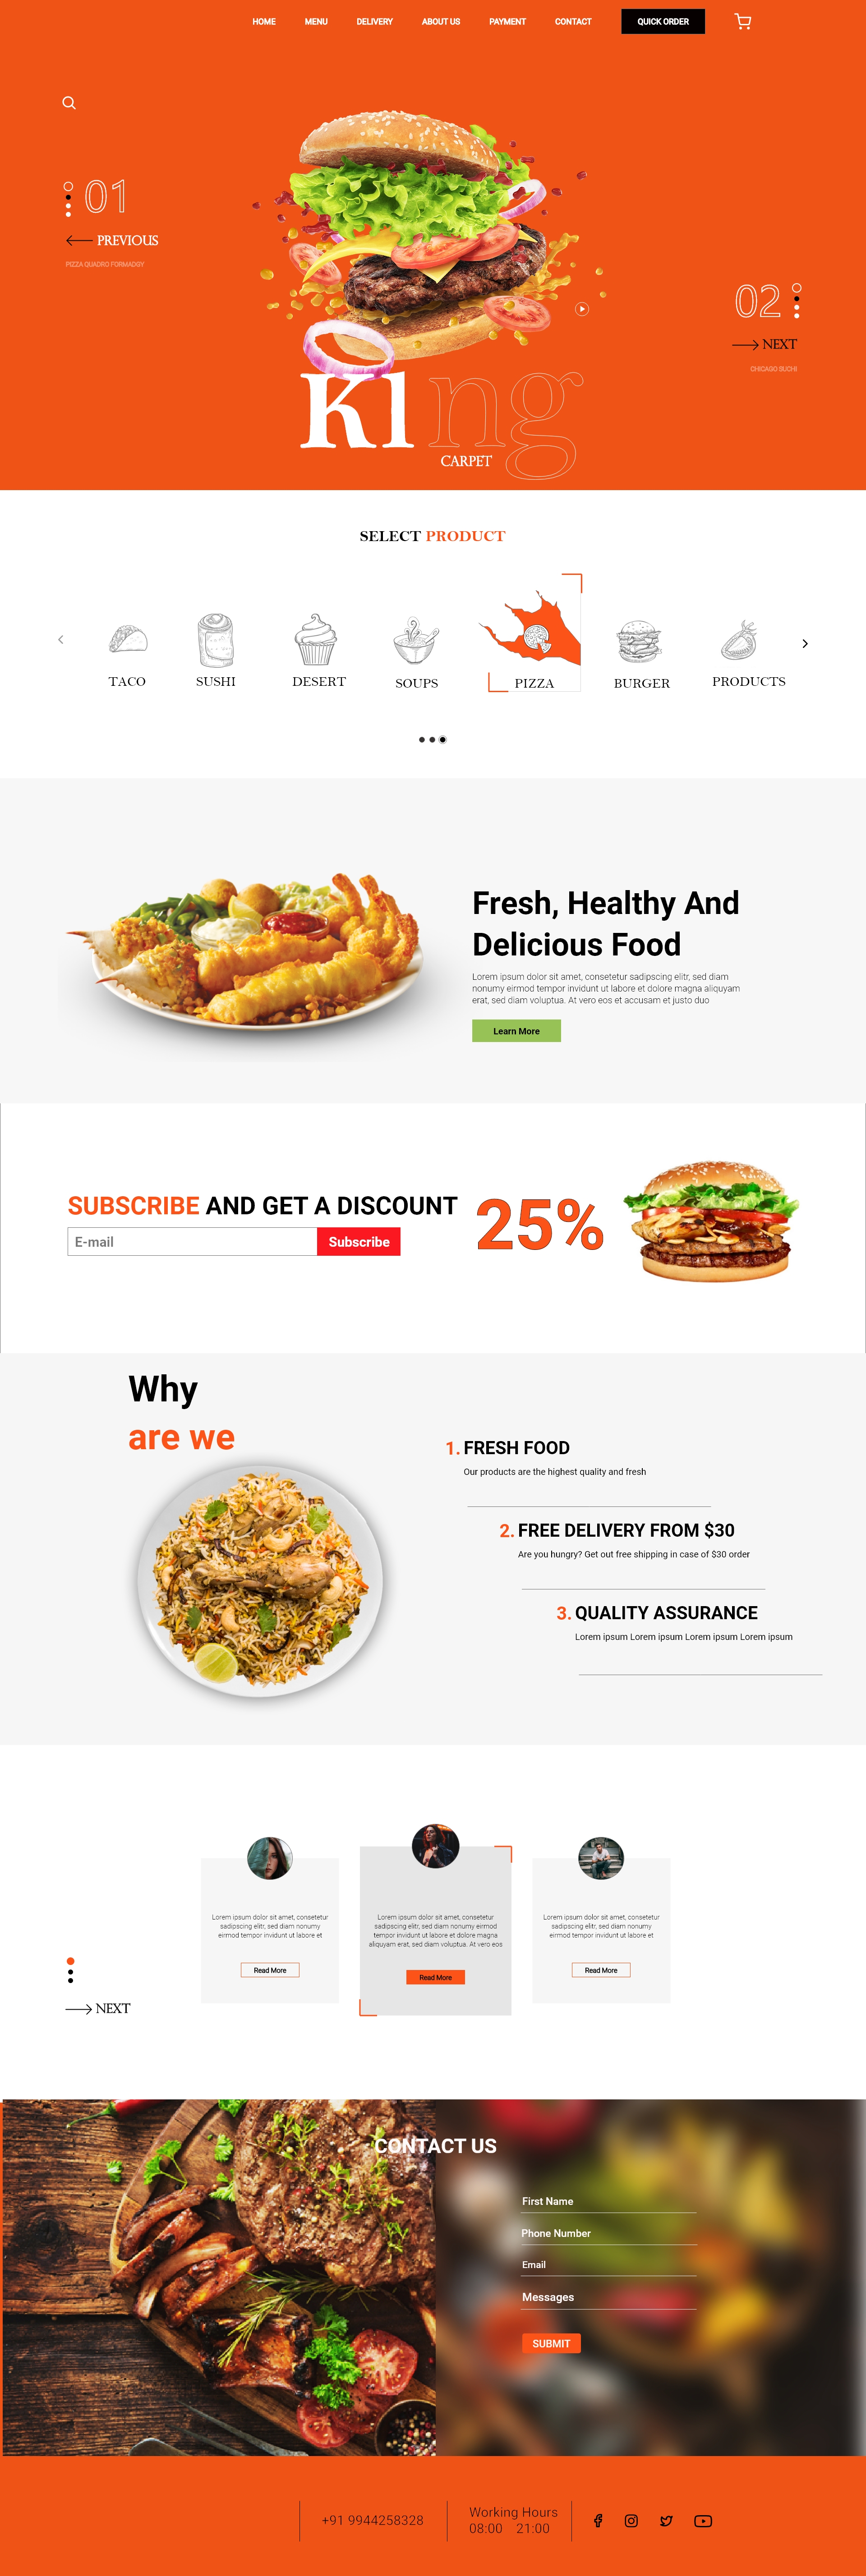 HOME MENU DELIVERY ABOUT US PAYMENT CONTACT QUICK ORDER
01
PREVIOUS
PIZZA QUADRO FORMADGY
02
NEXT
CHICAGO SUCHI
King
CARPET
SELECT PRODUCT
TACO SUSHI DESERT SOUPS PIZZA BURGER PRODUCTS
Fresh, Healthy And
Delicious Food
Lorem ipsum dolor sit amet, consetetur sadipscing elitr, sed diam
nonumy eirmod tempor invidunt ut labore et dolore magna aliquyam
erat, sed diam voluptua. At vero eos et accusam et justo duo
Learn More
SUBSCRIBE AND GET A DISCOUNT
25%
E-mail Subscribe
Why
are we
1. FRESH FOOD
Our products are the highest quality and fresh
2. FREE DELIVERY FROM $30
Are you hungry? Get out free shipping in case of $30 order
3. QUALITY ASSURANCE
Lorem ipsum Lorem ipsum Lorem ipsum Lorem ipsum
Lorem ipsum dolor sit amet, consetetur
sadipscing elitr, sed diam nonumy
eirmod tempor invidunt ut labore et
Read More
Lorem ipsum dolor sit amet, consetetur
sadipscing elitr, sed diam nonumy eirmod
tempor invidunt ut labore et dolore magna
aliquyam erat, sed diam voluptua. At vero eos
Read More
Lorem ipsum dolor sit amet, consetetur
sadipscing elitr, sed diam nonumy
eirmod tempor invidunt ut labore et
Read More
NEXT
CONTACT US
First Name
Phone Number
Email
Messages
SUBMIT
+91 9944258328
Working Hours
08:00 21:00